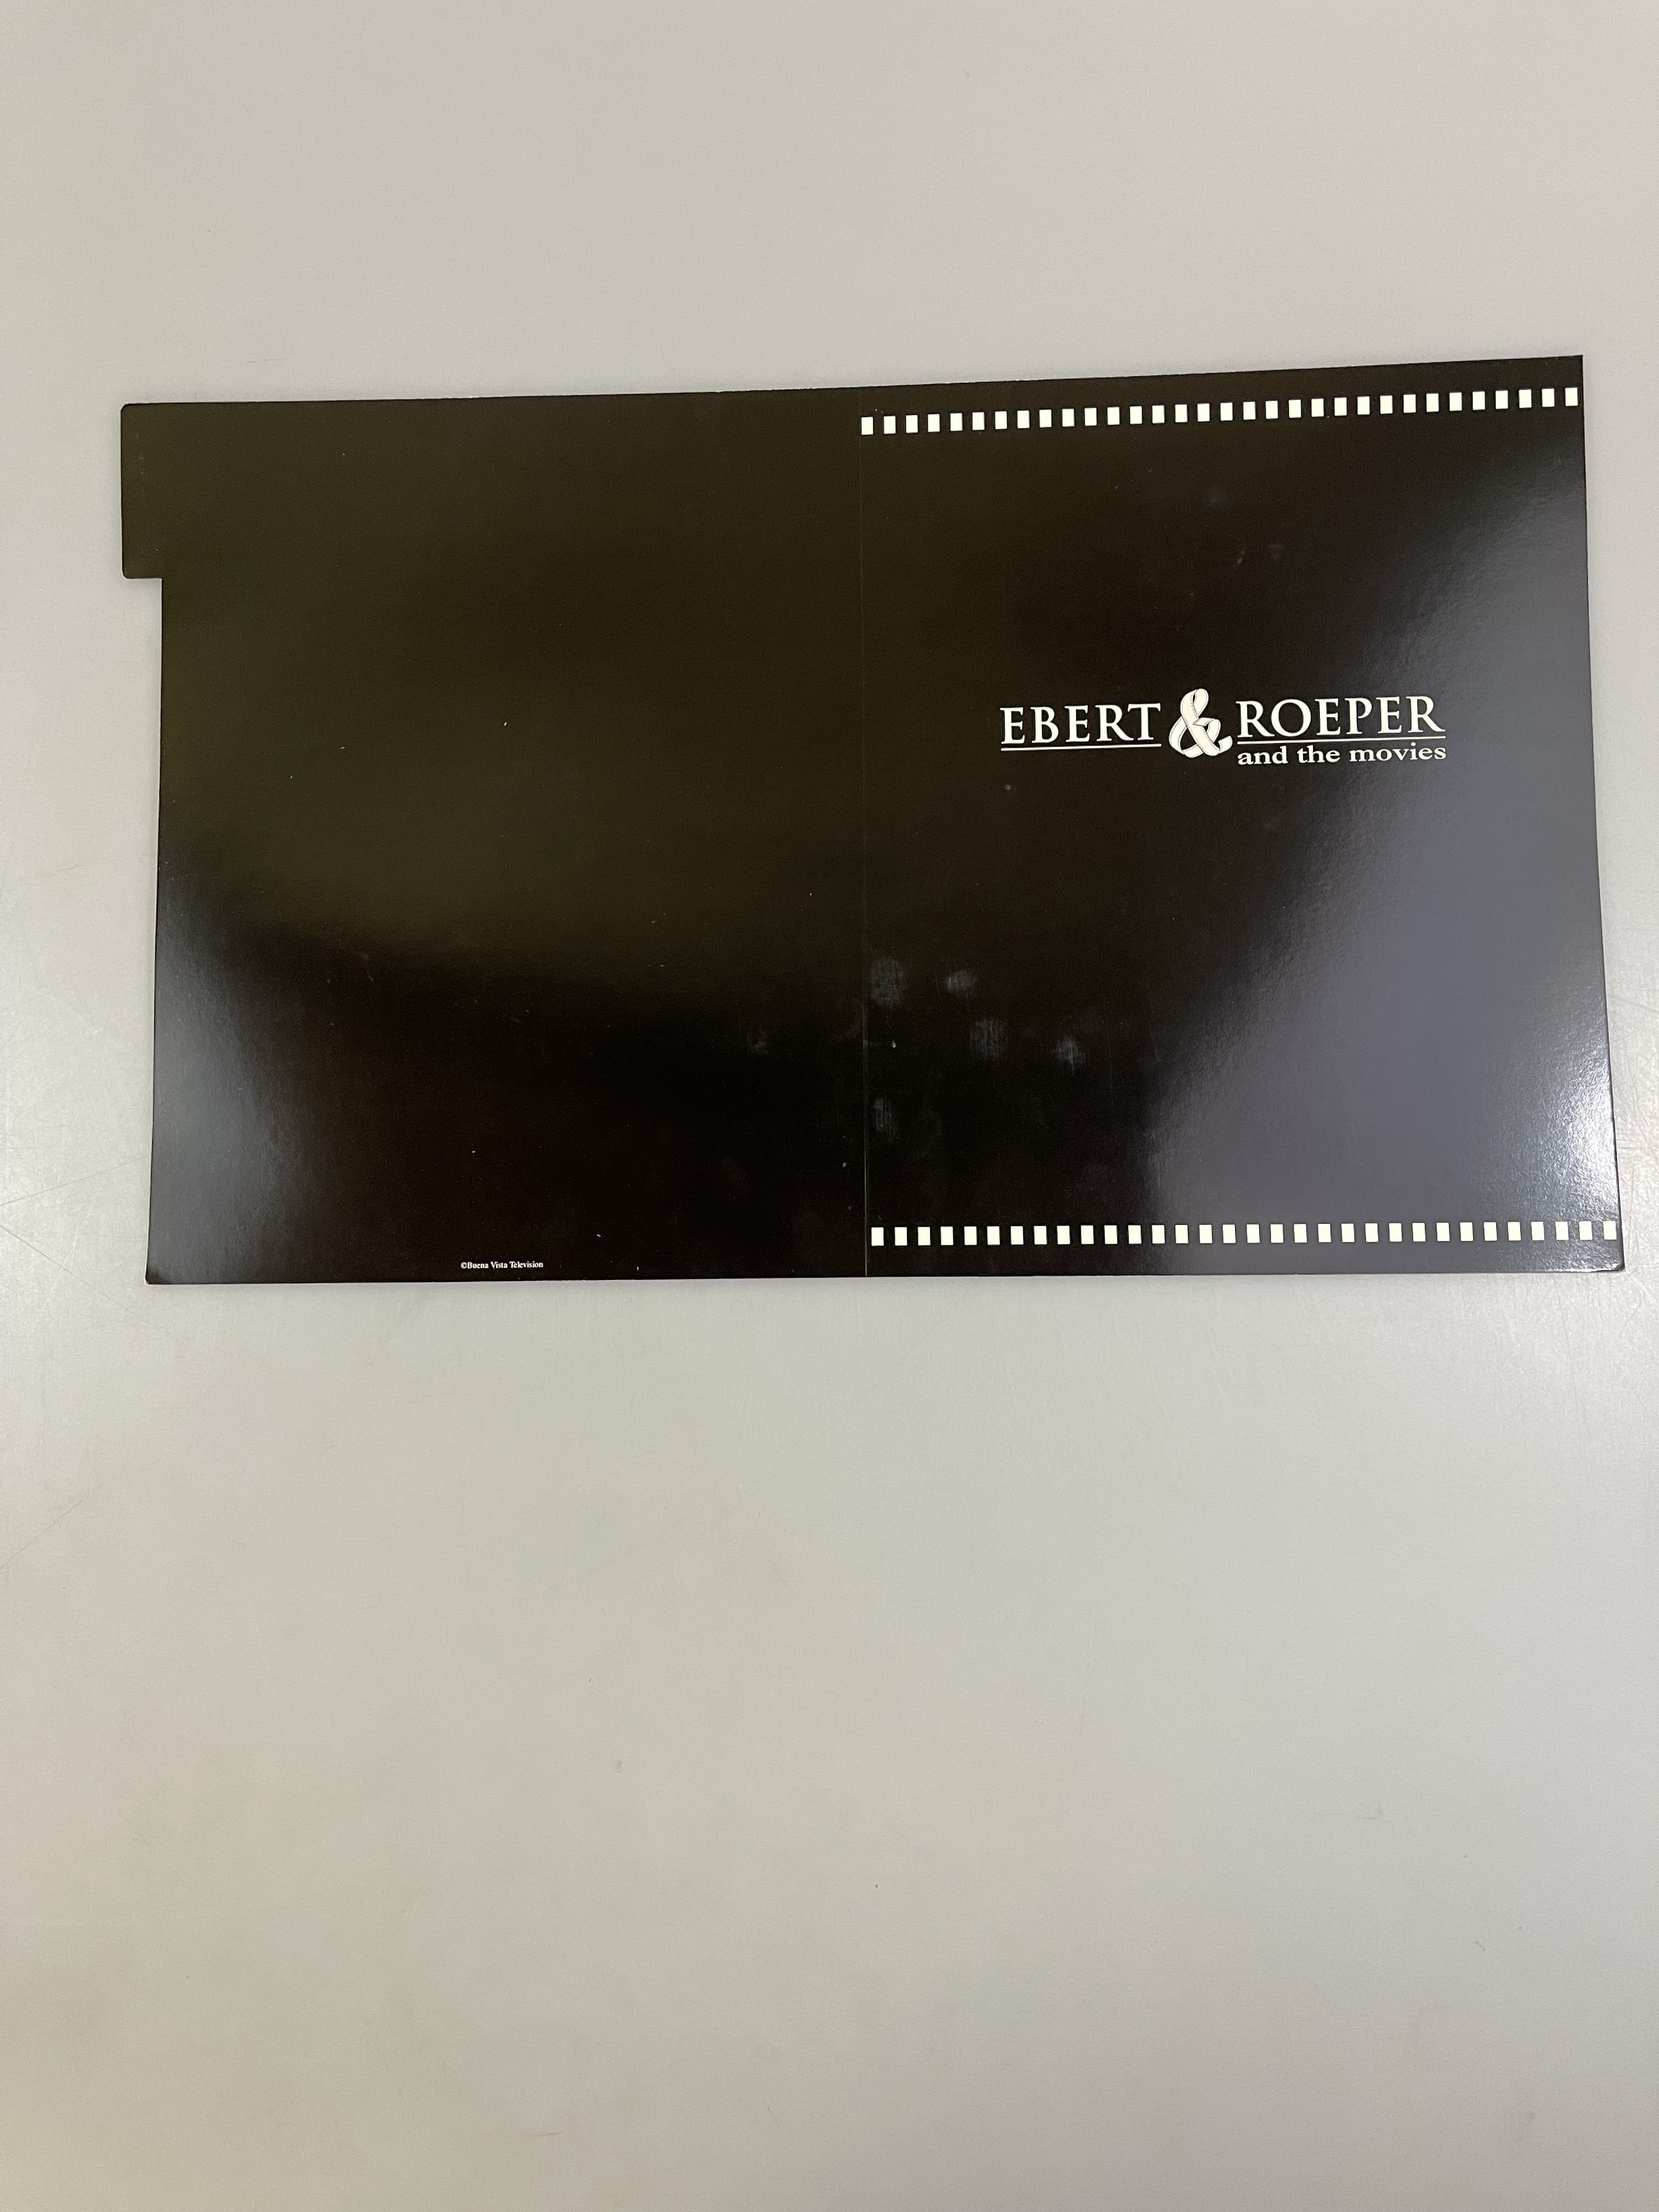 EBERT & ROEPER
and the movies
©Buena Vista Television